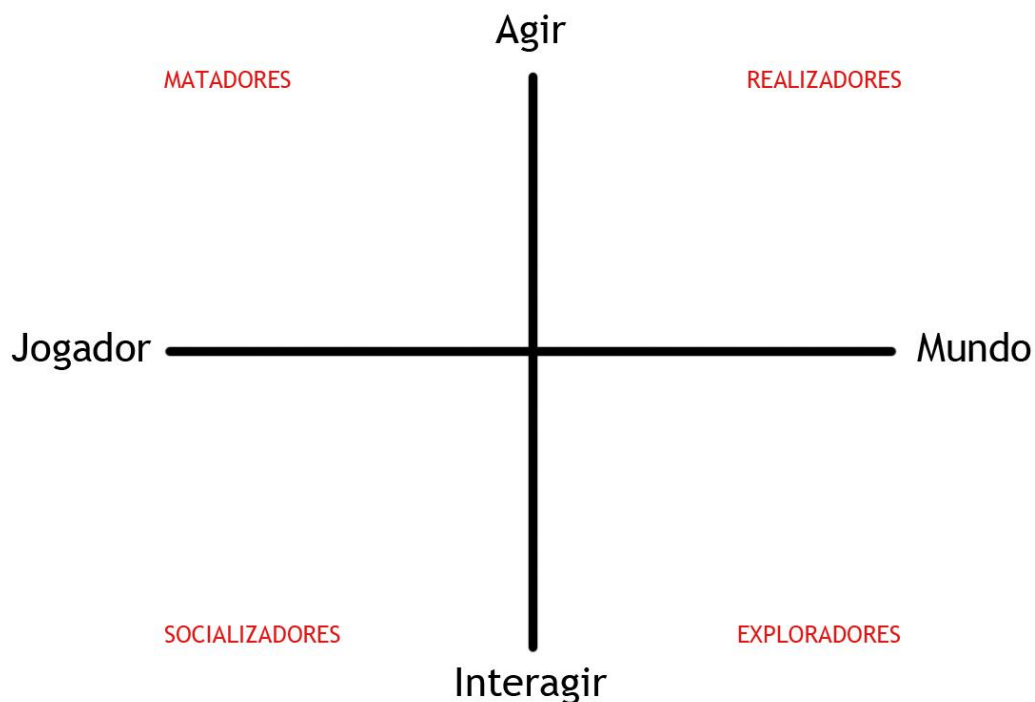 Agir
MATADORES
REALIZADORES
Jogador
Mundo
SOCIALIZADORES
EXPLORADORES
Interagir